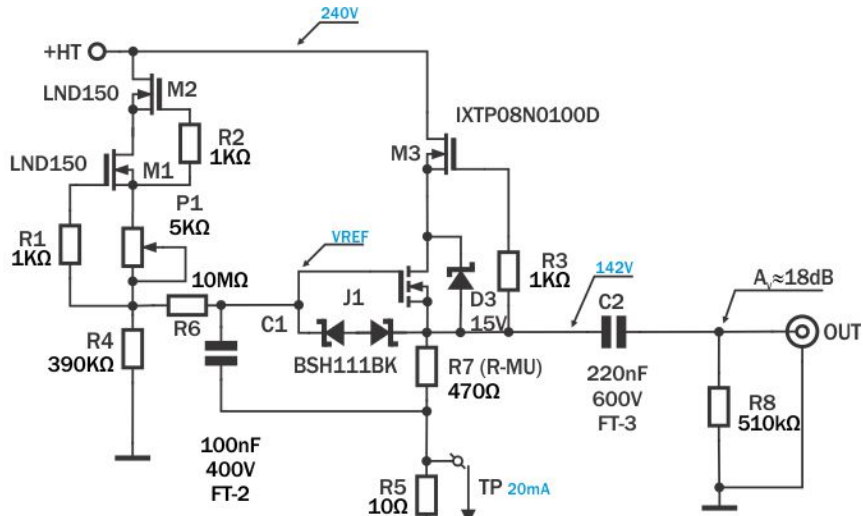 240V
+HT
M2
LND150
IXTP08N0100D
R2
1KΩ
M3
LND150
M1
P1
5KΩ
VREF
R1
1KΩ
R3
1KΩ
142V
10MΩ
J1
D3
15V
C2
Av≈18dB
R6
C1
OUT
R4
390KΩ
BSH111BK
R7 (R-MU)
470Ω
220nF
600V
FT-3
R8
510kΩ
100nF
400V
FT-2
R5
10Ω
TP 20mA